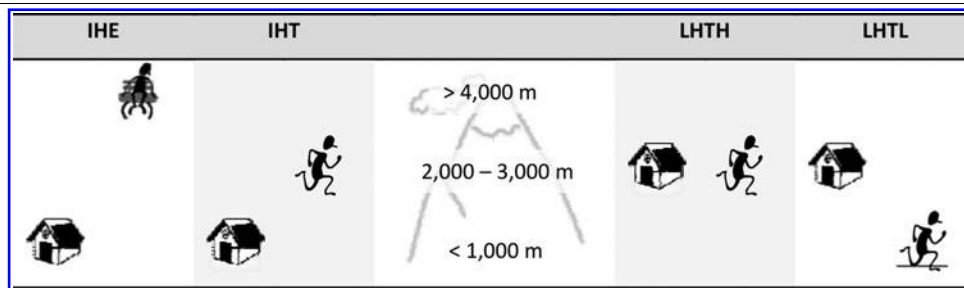 IHE IHT LHTH LHTL
> 4,000 m
2,000 – 3,000 m
< 1,000 m